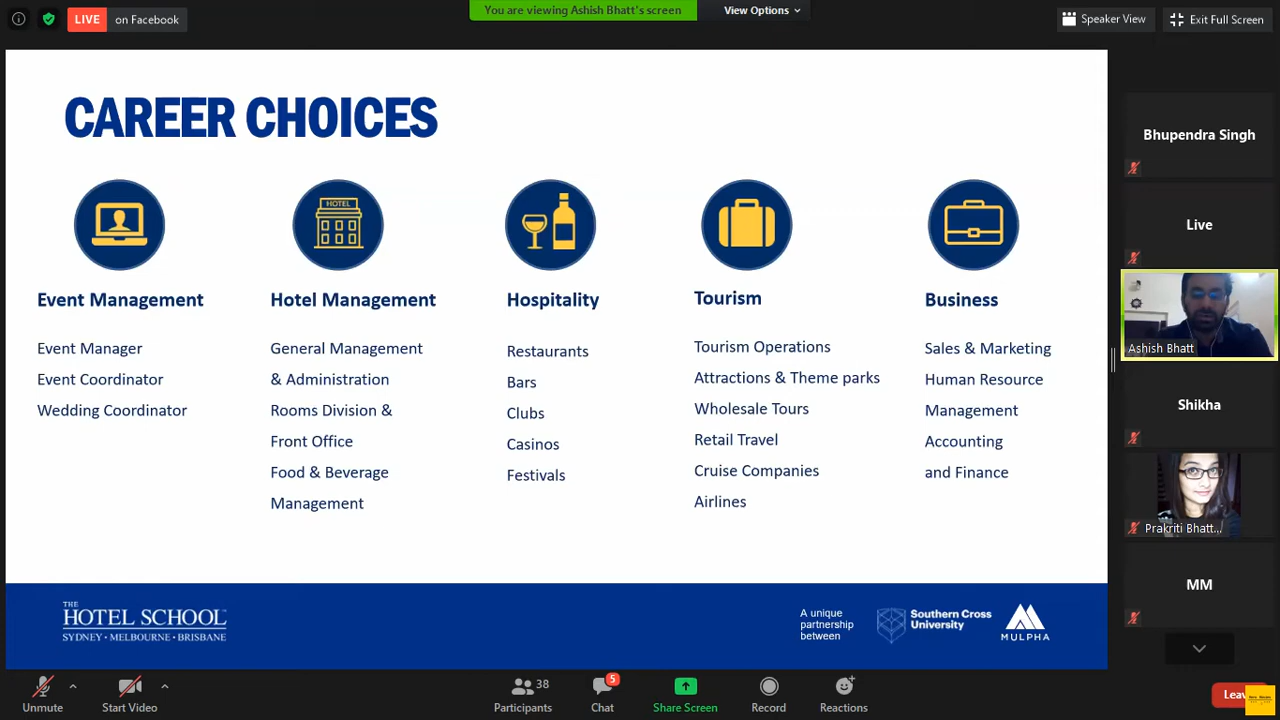 LIVE on Facebook
You are viewing Ashish Bhatt's screen
View Options
Speaker View
Exit Full Screen
CAREER CHOICES
HOTEL
Event Management
Event Manager
Event Coordinator
Wedding Coordinator
Hotel Management
General Management
& Administration
Rooms Division &
Front Office
Food & Beverage
Management
Hospitality
Restaurants
Bars
Clubs
Casinos
Festivals
Tourism
Tourism Operations
Attractions & Theme parks
Wholesale Tours
Retail Travel
Cruise Companies
Airlines
Business
Sales & Marketing
Human Resource
Management
Accounting
and Finance
THE
HOTEL SCHOOL
SYDNEY • MELBOURNE • BRISBANE
A unique
partnership
between
Southern Cross
University
MULPHA
Bhupendra Singh
Live
Ashish Bhatt
Shikha
Prakriti Bhatt...
MM
Unmute
Start Video
38
Participants
5
Chat
Share Screen
Record
Reactions